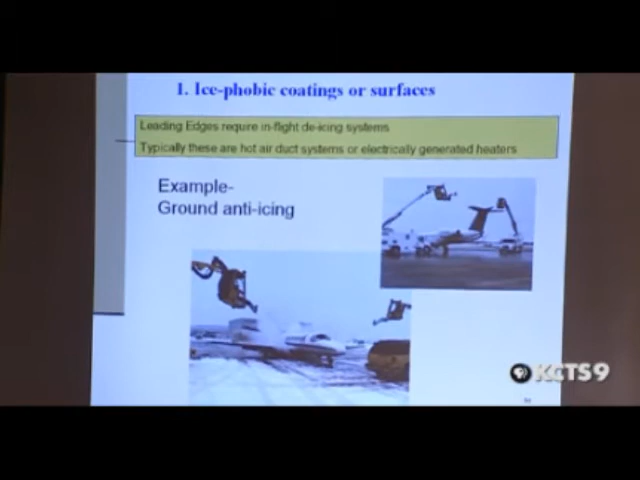 1. Ice-phobic coatings or surfaces
Leading Edges require in-flight de-icing systems
Typically these are hot air duct systems or electrically generated heaters
Example-
Ground anti-icing
KCTS9